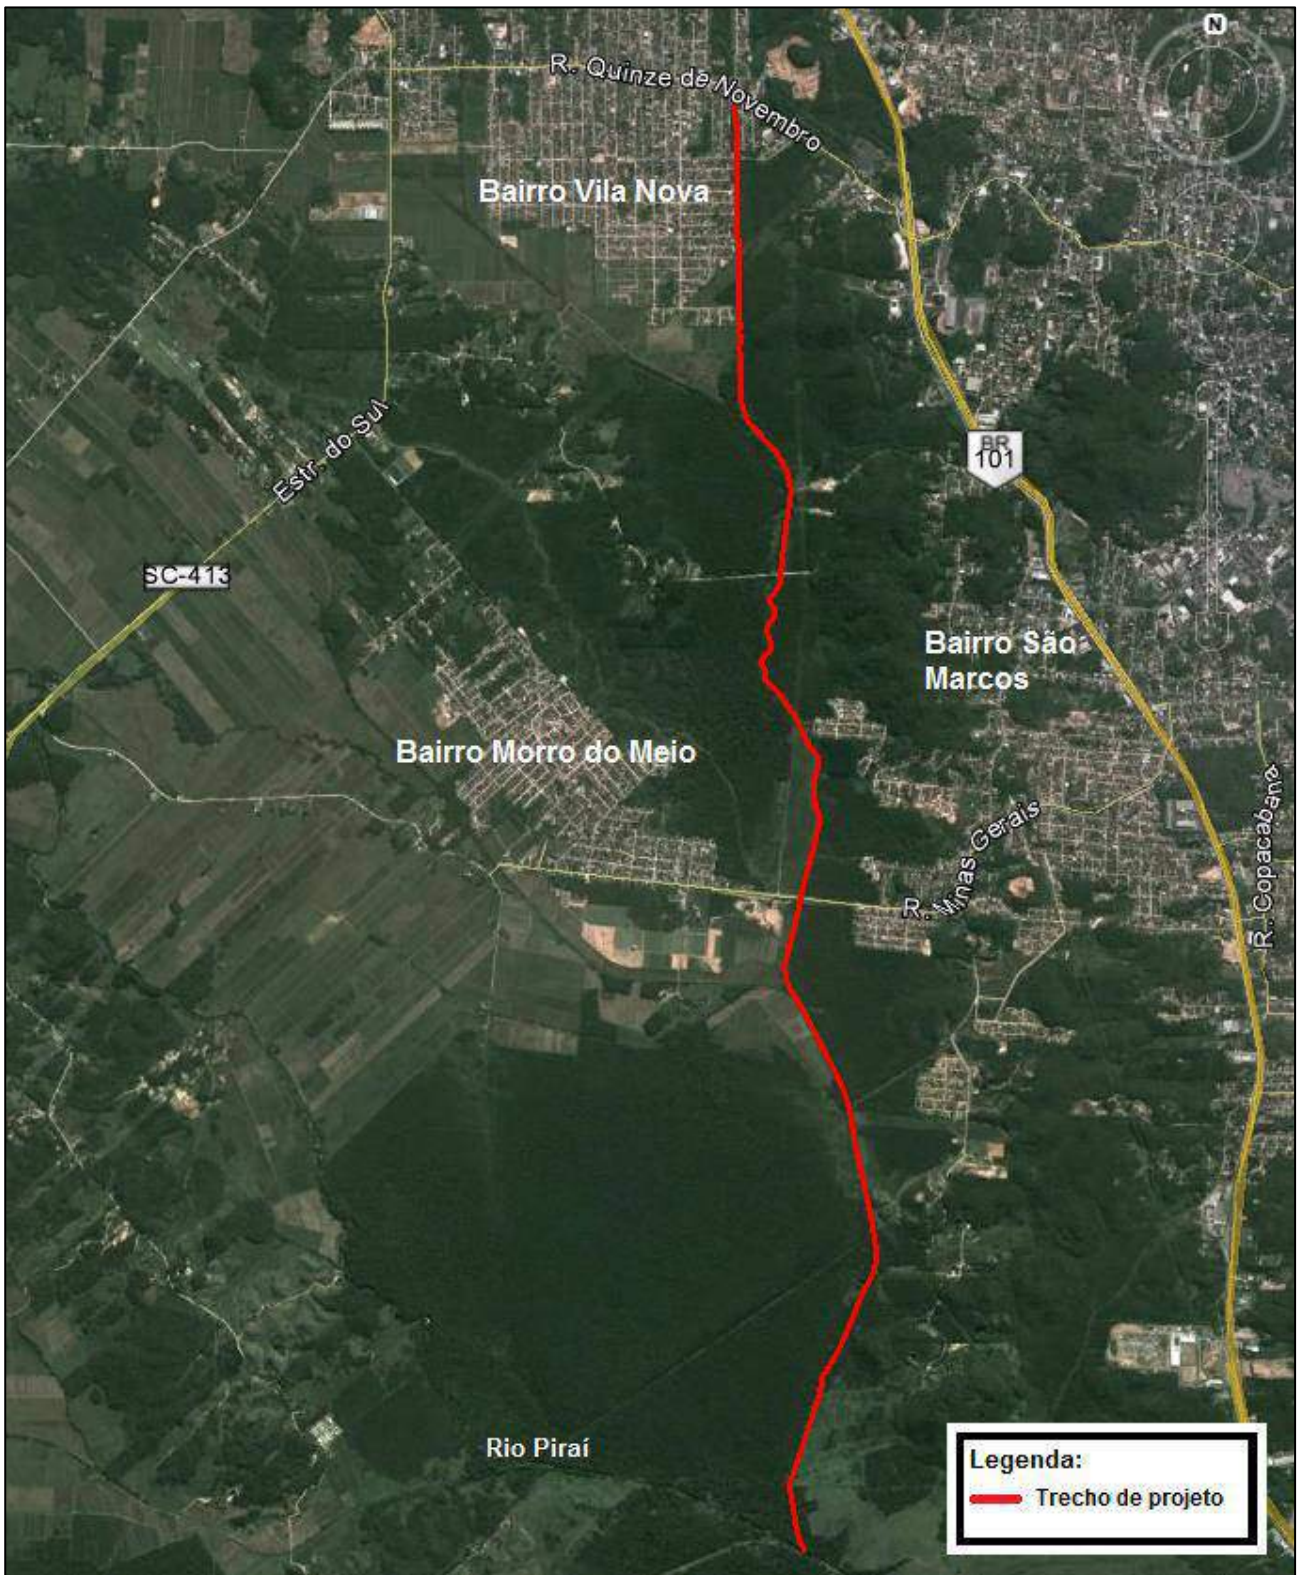 N
R. Quinze de Novembro
Bairro Vila Nova
Estr. do Sul
BR
101
SC-413
Bairro São
Marcos
Bairro Morro do Meio
R. Minas Gerais
R. Copacabana
Rio Piraí
Legenda:
Trecho de projeto